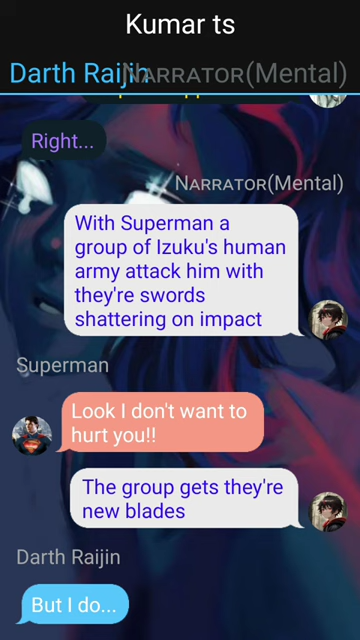 Kumar ts
Darth Raijin
Narrator(Mental)
Right...
Narrator(Mental)
With Superman a
group of Izuku's human
army attack him with
they're swords
shattering on impact
Superman
Look I don't want to
hurt you!!
The group gets they're
new blades
Darth Raijin
But I do...